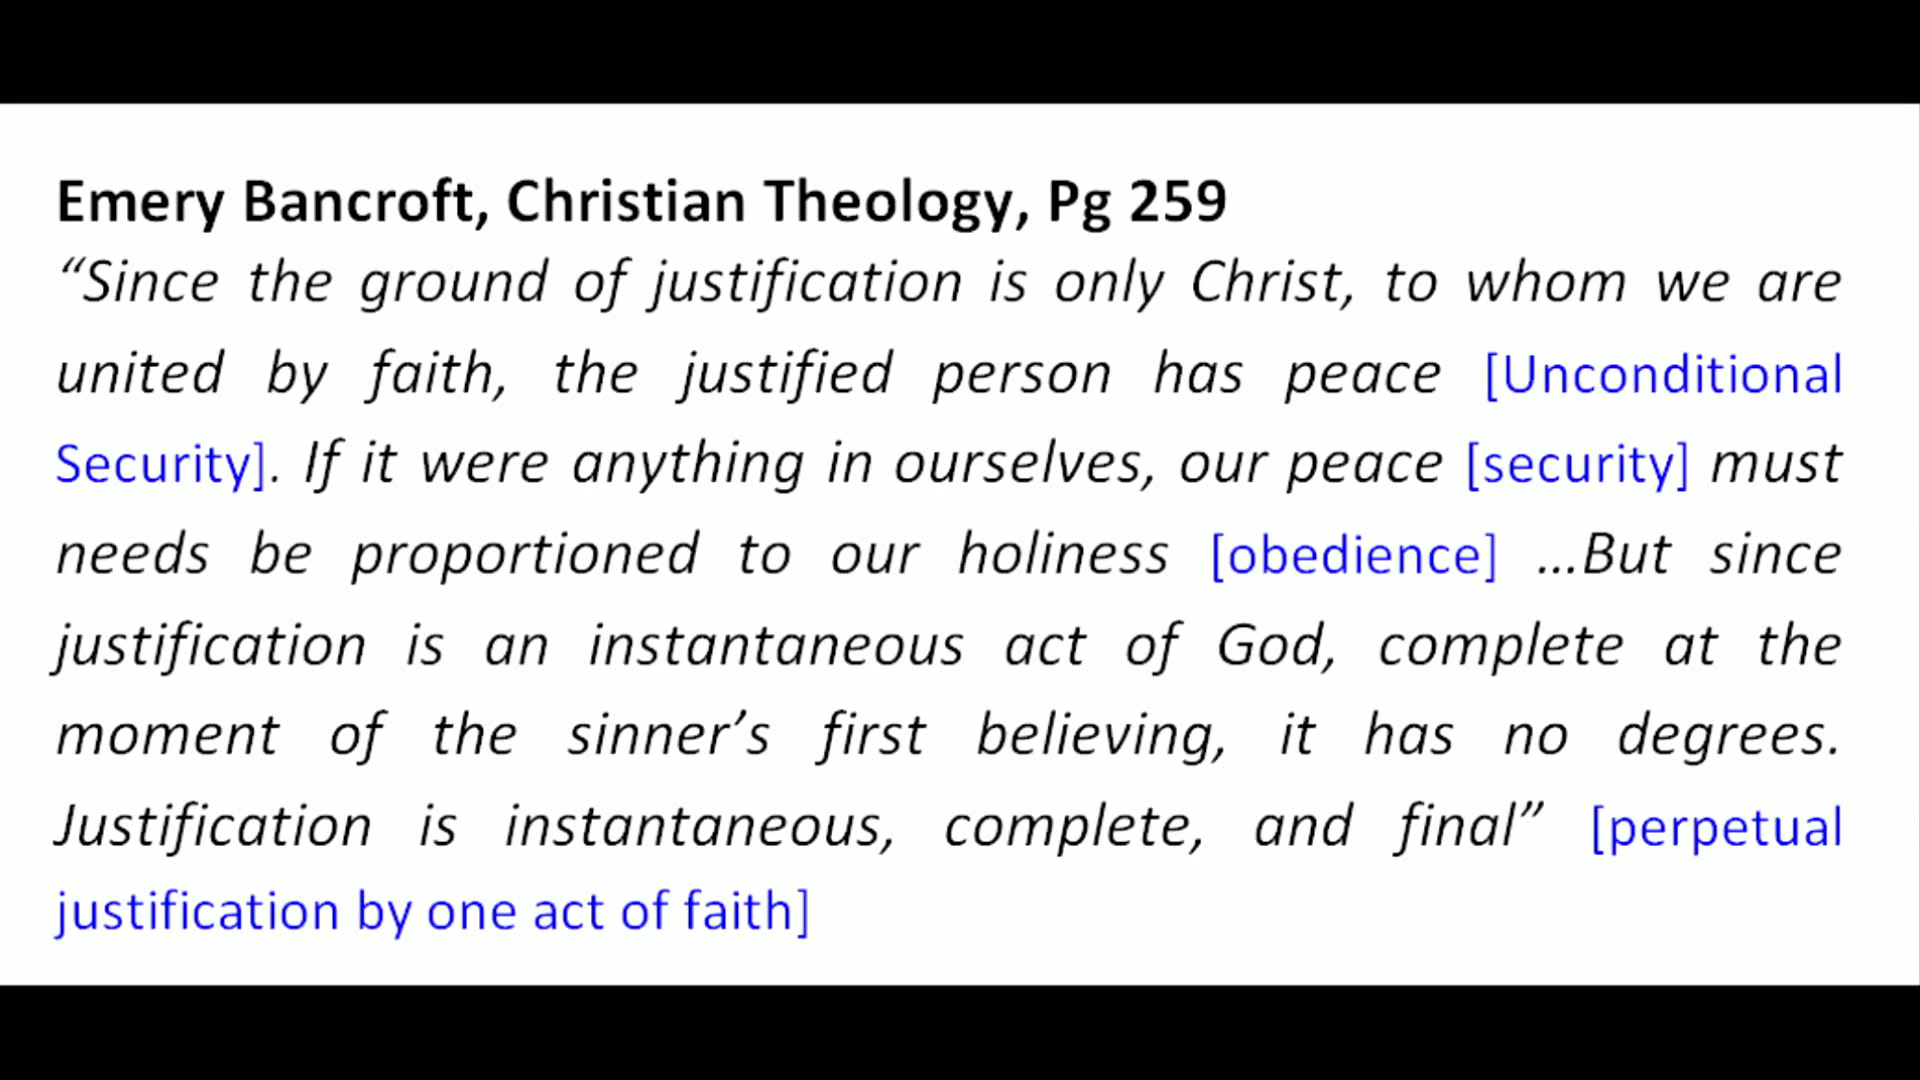 Emery Bancroft, Christian Theology, Pg 259
“Since the ground of justification is only Christ, to whom we are
united by faith, the justified person has peace [Unconditional
Security]. If it were anything in ourselves, our peace [security] must
needs be proportioned to our holiness [obedience] ...But since
justification is an instantaneous act of God, complete at the
moment of the sinner’s first believing, it has no degrees.
Justification is instantaneous, complete, and final” [perpetual
justification by one act of faith]